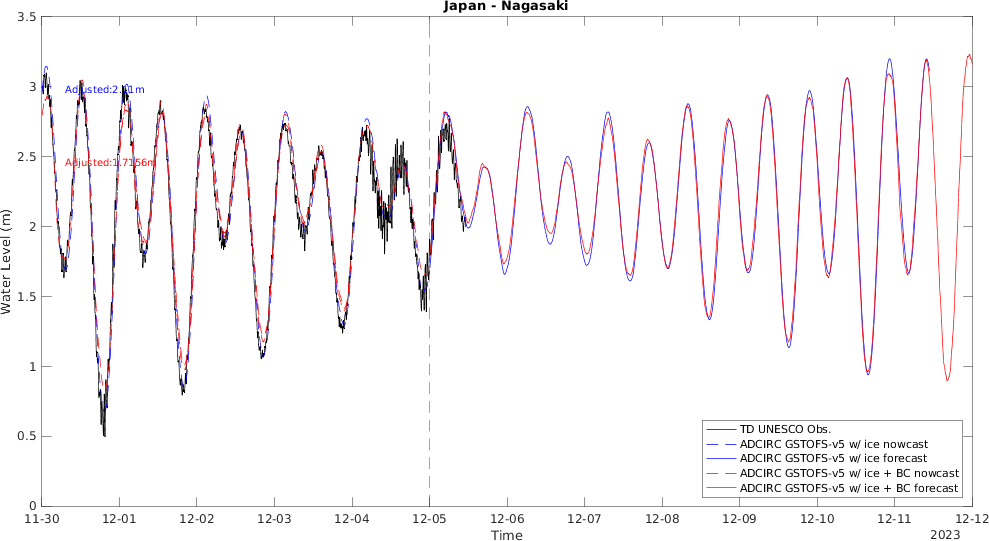 Japan - Nagasaki
3.5
3
2.5
2
1.5
1
0.5
0
Water Level (m)
Adjusted:1.7156m
TD UNESCO Obs.
ADCIRC GSTOFS-v5 w/ ice nowcast
ADCIRC GSTOFS-v5 w/ ice forecast
ADCIRC GSTOFS-v5 w/ ice + BC nowcast
ADCIRC GSTOFS-v5 w/ ice + BC forecast
11-30 12-01 12-02 12-03 12-04 12-05 12-06 12-07 12-08 12-09 12-10 12-11 12-12
Time
2023